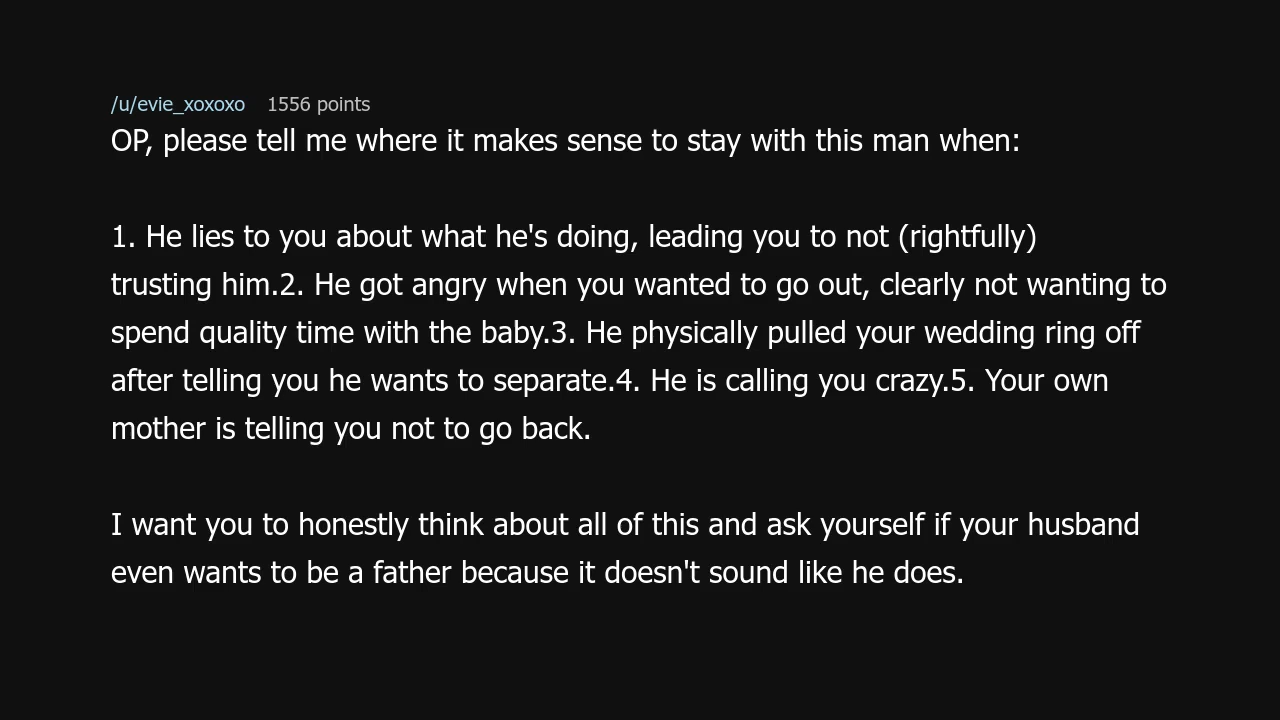 /u/evie_xoxoxo 1556 points
OP, please tell me where it makes sense to stay with this man when:
1. He lies to you about what he's doing, leading you to not (rightfully)
trusting him.2. He got angry when you wanted to go out, clearly not wanting to
spend quality time with the baby.3. He physically pulled your wedding ring off
after telling you he wants to separate.4. He is calling you crazy.5. Your own
mother is telling you not to go back.
I want you to honestly think about all of this and ask yourself if your husband
even wants to be a father because it doesn't sound like he does.